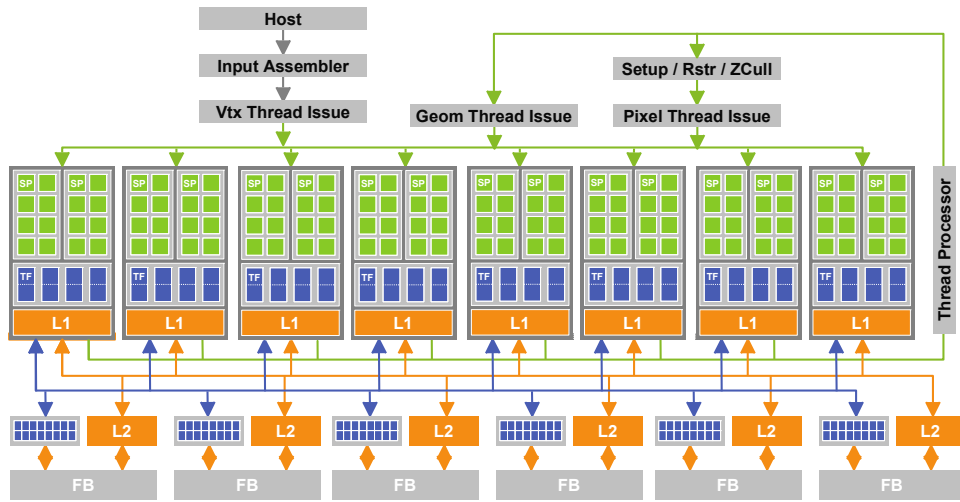 Host
Input Assembler
Setup / Rstr / ZCull
Vtx Thread Issue
Geom Thread Issue
Pixel Thread Issue
SP SP SP SP SP SP SP SP SP SP SP SP SP SP SP SP
Thread Processor
TF TF TF TF TF TF TF TF
L1 L1 L1 L1 L1 L1 L1 L1
L2 L2 L2 L2 L2 L2
FB FB FB FB FB FB